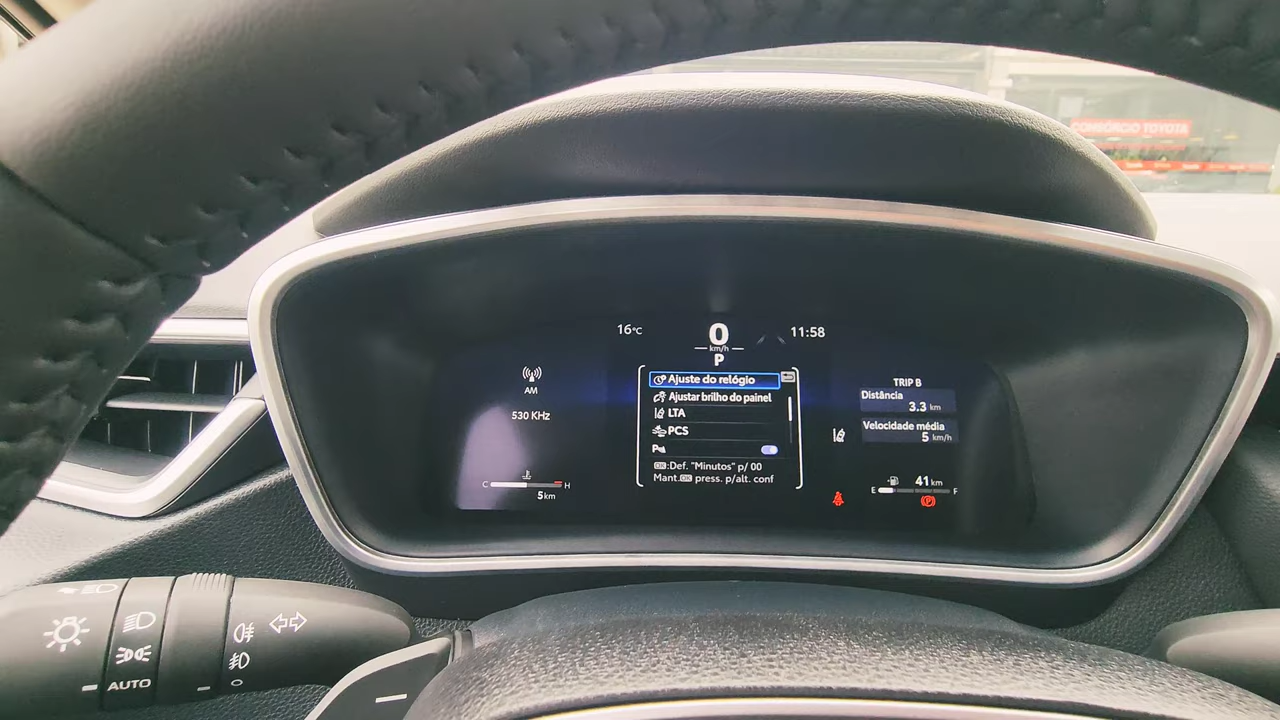 CONSÓRCIO TOYOTA
16°C
0
km/h
P
11:58
AM
530 KHz
C H
5 km
Ajuste do relógio
Ajustar brilho do painel
LTA
PCS
OK:Def. "Minutos" p/ 00
Mant.OK press. p/alt. conf
TRIP B
Distância
3.3 km
Velocidade média
5 km/h
41 km
E F
AUTO